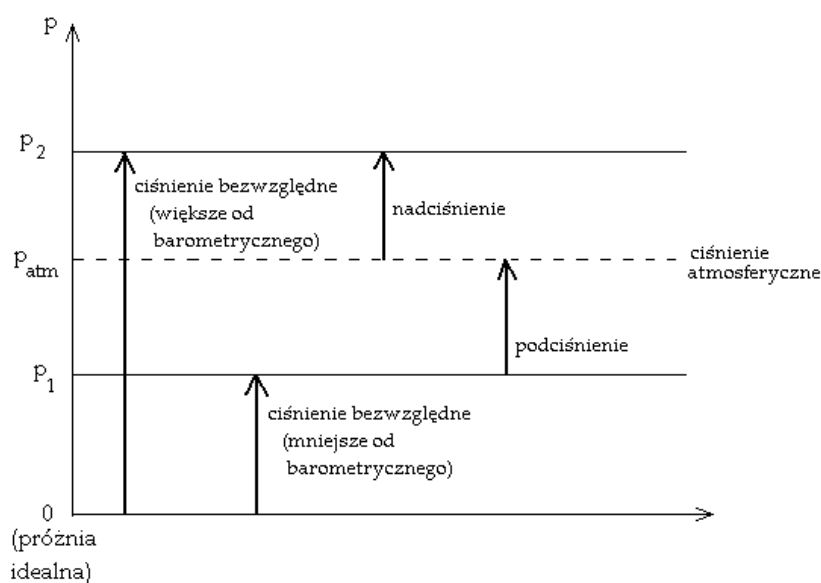 p
p2
ciśnienie bezwzględne
(większe od
barometrycznego)
nadciśnienie
patm
ciśnienie
atmosferyczne
podciśnienie
p1
ciśnienie bezwzględne
(mniejsze od
barometrycznego)
0
(próżnia
idealna)